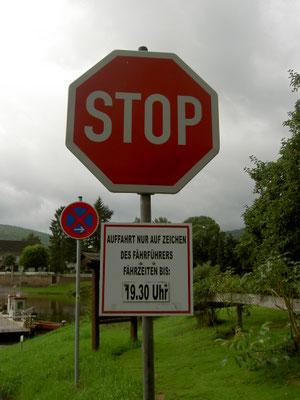 STOP
AUFFAHRT NUR AUF ZEICHEN
DES FÄHRFÜHRERS
FÄHRZEITEN BIS:
19.30 Uhr